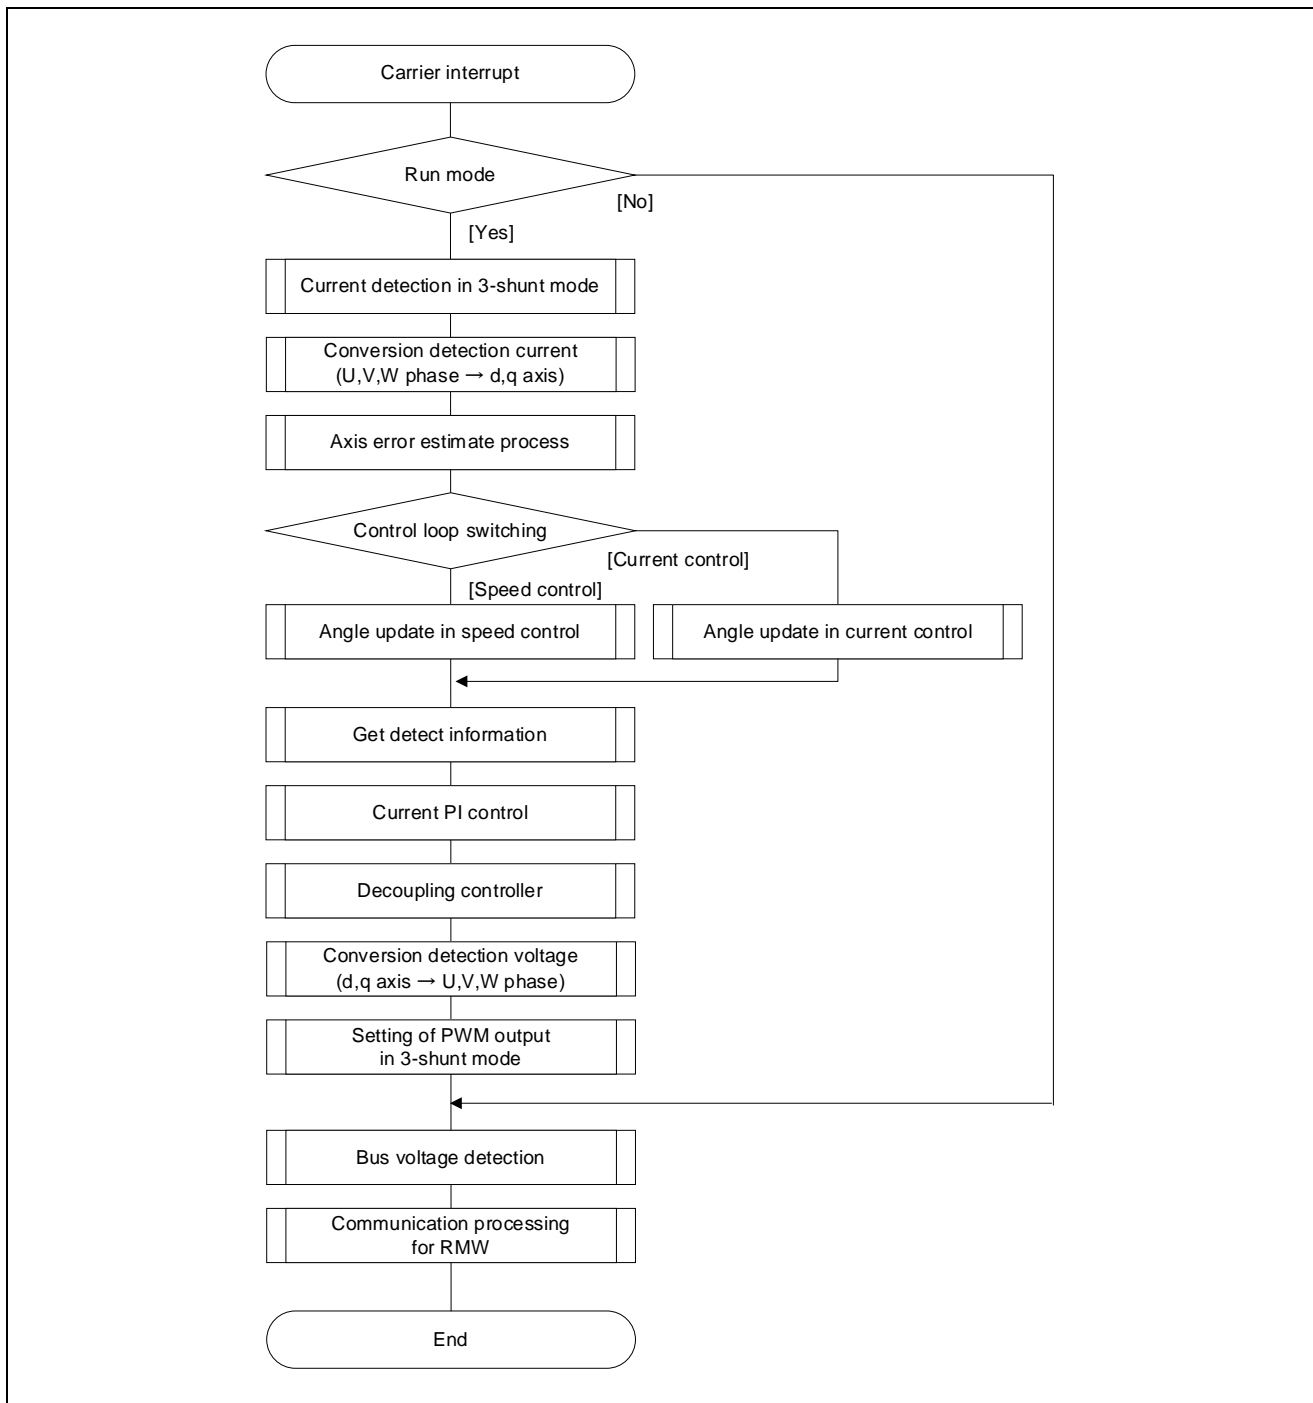 Carrier interrupt
Run mode
[No]
[Yes]
Current detection in 3-shunt mode
Conversion detection current
(U,V,W phase → d,q axis)
Axis error estimate process
Control loop switching
[Current control]
[Speed control]
Angle update in speed control
Angle update in current control
Get detect information
Current PI control
Decoupling controller
Conversion detection voltage
(d,q axis → U,V,W phase)
Setting of PWM output
in 3-shunt mode
Bus voltage detection
Communication processing
for RMW
End